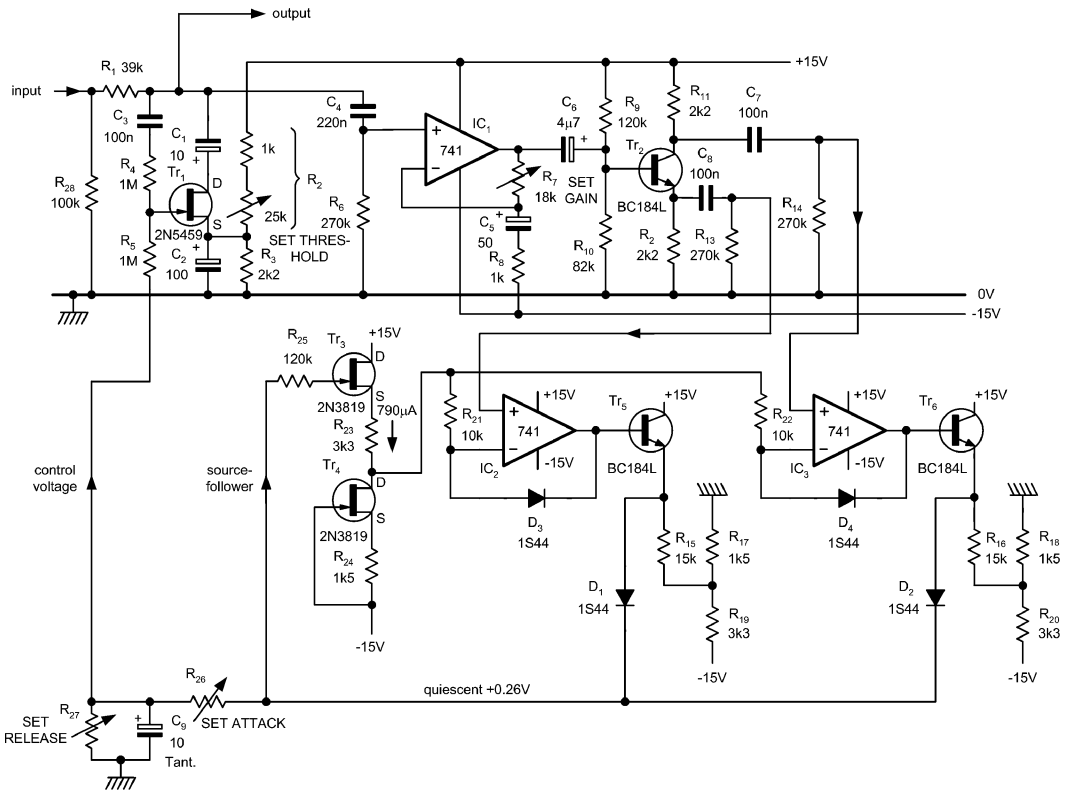 output
+15V
input
R1 39k
C3
100n
C1
10
+
R4
1M
Tr1
D
S
2N5459
R28
100k
R5
1M
C2
100
+
1k
25k
R2
SET THRES-
HOLD
R3
2k2
C4
220n
R6
270k
+
−
741
IC1
R7
18k
C5
50
+
R8
1k
C6
4µ7
+
SET
GAIN
R9
120k
R10
82k
Tr2
BC184L
R11
2k2
C8
100n
R2
2k2
R13
270k
C7
100n
R14
270k
0V
-15V
R25
120k
Tr3
+15V
D
S
2N3819
790µA
R23
3k3
Tr4
D
S
2N3819
R24
1k5
-15V
R21
10k
+
−
741
+15V
-15V
IC2
D3
1S44
Tr5
+15V
BC184L
R15
15k
R17
1k5
D1
1S44
R19
3k3
-15V
R22
10k
+
−
741
+15V
-15V
IC3
D4
1S44
Tr6
+15V
BC184L
R16
15k
R18
1k5
D2
1S44
R20
3k3
-15V
control
voltage
source-
follower
quiescent +0.26V
R26
SET ATTACK
R27
SET
RELEASE
+
C9
10
Tant.